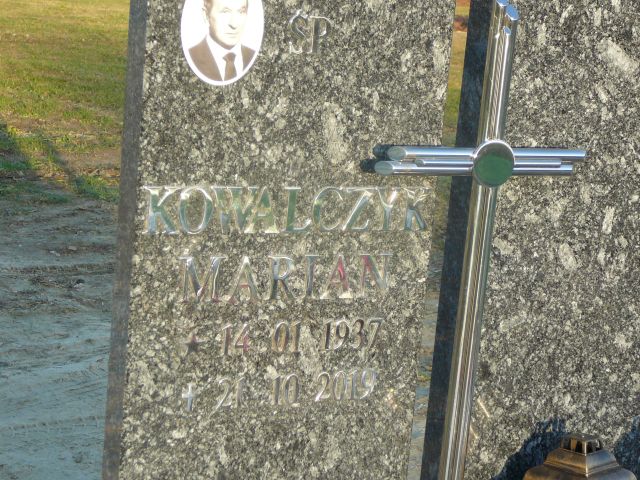 ŚP
KOWALCZYK
MARIAN
* 14 01 1937
+ 21 10 2019